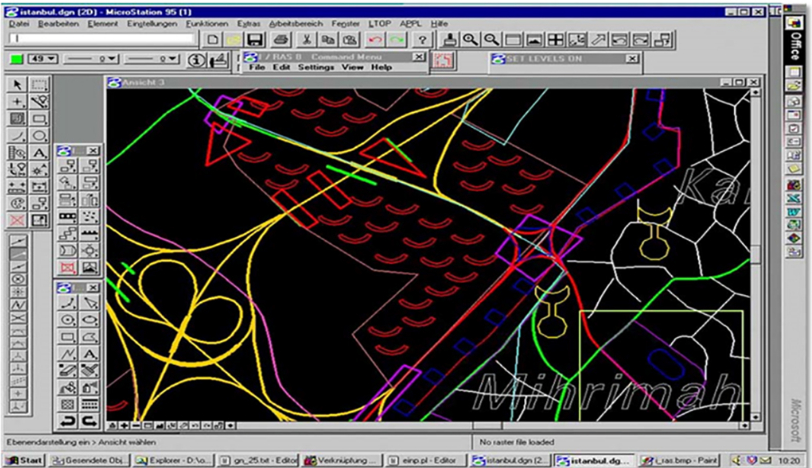 istanbul.dgn [2D] - MicroStation 95 (1)
Datei Bearbeiten Element Einstellungen Funktionen Extras Arbeitsbereich Fenster LTOP APPL Hilfe
49 0 0
I / RAS B Command Menu
File Edit Settings View Help
SET LEVELS ON
Office
Ansicht 3
Mihrimah
Microsoft
Ebenendarstellung ein > Ansicht wählen
No raster file loaded
Start
Gesendete Obj...
Explorer - D:\o...
gn_25.txt - Editor
Verknüpfung ...
einp.pl - Editor
istanbul.dgn [2...
istanbul.dg...
i_ras.bmp - Paint
10:20